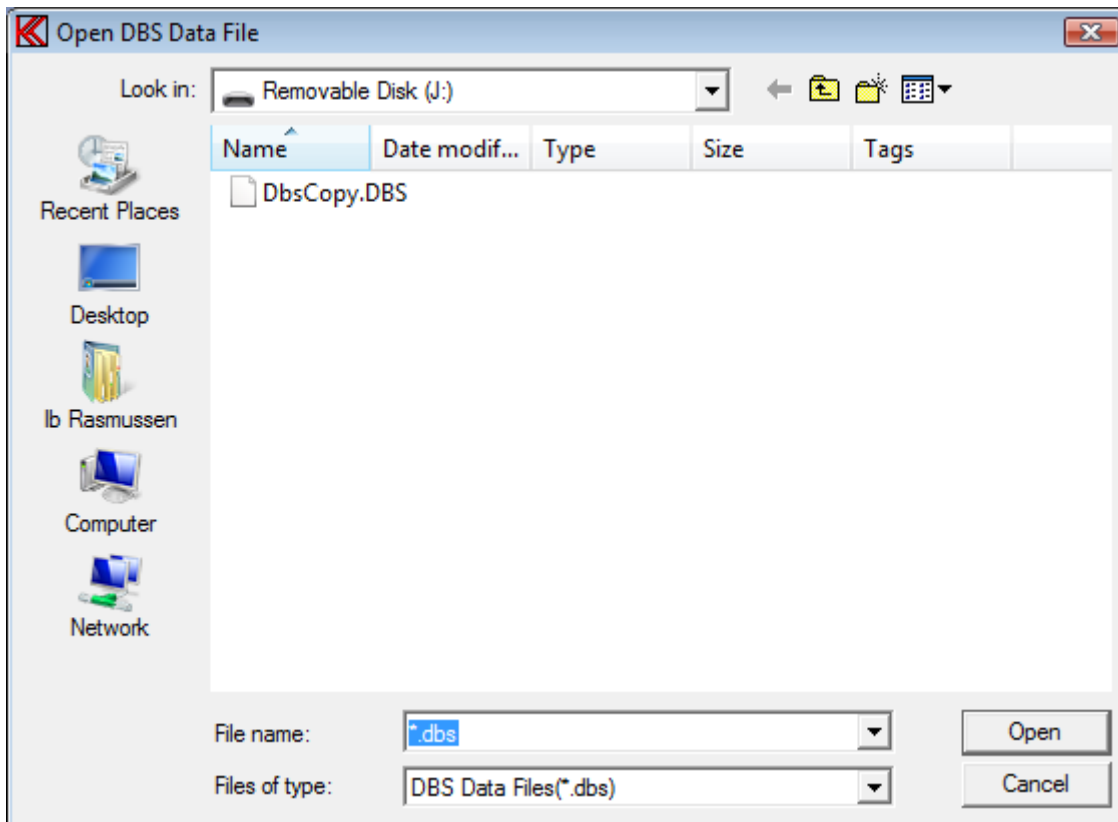 Open DBS Data File
Look in: Removable Disk (J:)
Name Date modif... Type Size Tags
DbsCopy.DBS
Recent Places
Desktop
Ib Rasmussen
Computer
Network
File name: *.dbs Open
Files of type: DBS Data Files(*.dbs) Cancel